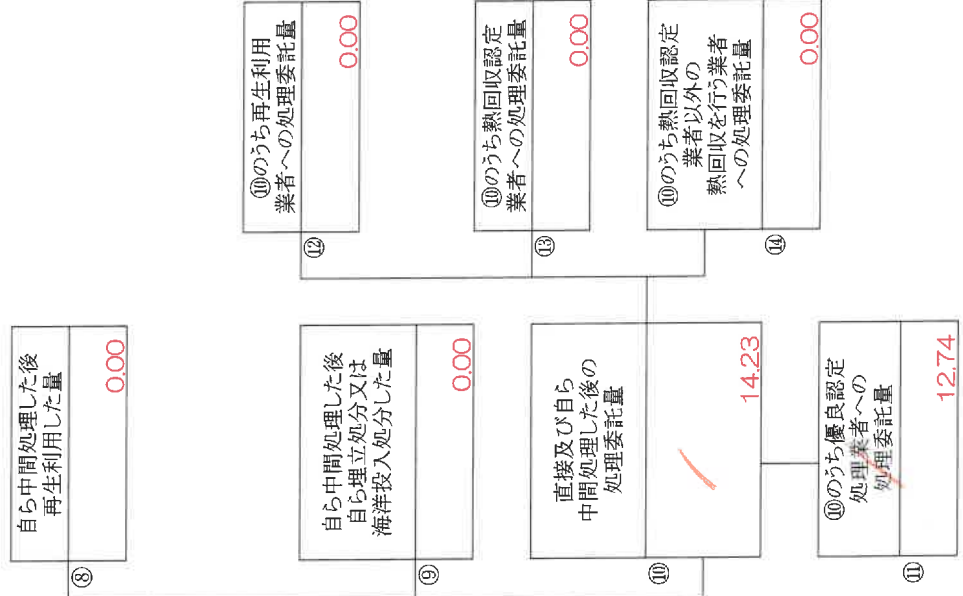 ⑧
自ら中間処理した後
再生利用した量
0.00
⑨
自ら中間処理した後
自ら埋立処分又は
海洋投入処分した量
0.00
⑩
直接及び自ら
中間処理した後の
処理委託量
14.23
⑪
⑩のうち優良認定
処理業者への
処理委託量
12.74
⑫
⑩のうち再生利用
業者への処理委託量
0.00
⑬
⑩のうち熱回収認定
業者への処理委託量
0.00
⑭
⑩のうち熱回収認定
業者以外の
熱回収を行う業者
への処理委託量
0.00